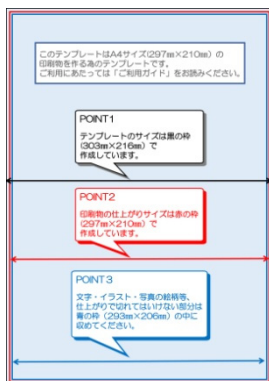 このテンプレートはA4サイズ(297㎜×210㎜)の
印刷物を作る為のテンプレートです。
ご利用にあたっては「ご利用ガイド」をお読みください。
POINT1
テンプレートのサイズは黒の枠
(303㎜×216㎜)で
作成しています。
POINT2
印刷物の仕上がりサイズは赤の枠
(297㎜×210㎜)で
作成しています。
POINT3
文字・イラスト・写真の絵柄等、
仕上がりで切れてはいけない部分は
青の枠(293㎜×206㎜)の中に
収めてください。